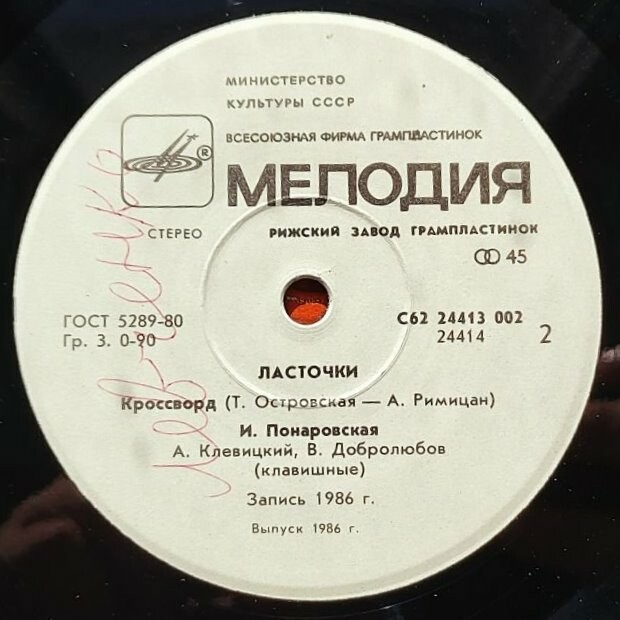 МИНИСТЕРСТВО
КУЛЬТУРЫ СССР
ВСЕСОЮЗНАЯ ФИРМА ГРАМПЛАСТИНОК
®
МЕЛОДИЯ
СТЕРЕО
РИЖСКИЙ ЗАВОД ГРАМПЛАСТИНОК
45
ГОСТ 5289-80
Гр. 3. 0-90
С62 24413 002
24414
2
ЛАСТОЧКИ
Кроссворд (Т. Островская — А. Римицан)
И. Понаровская
А. Клевицкий, В. Добролюбов
(клавишные)
Запись 1986 г.
Выпуск 1986 г.